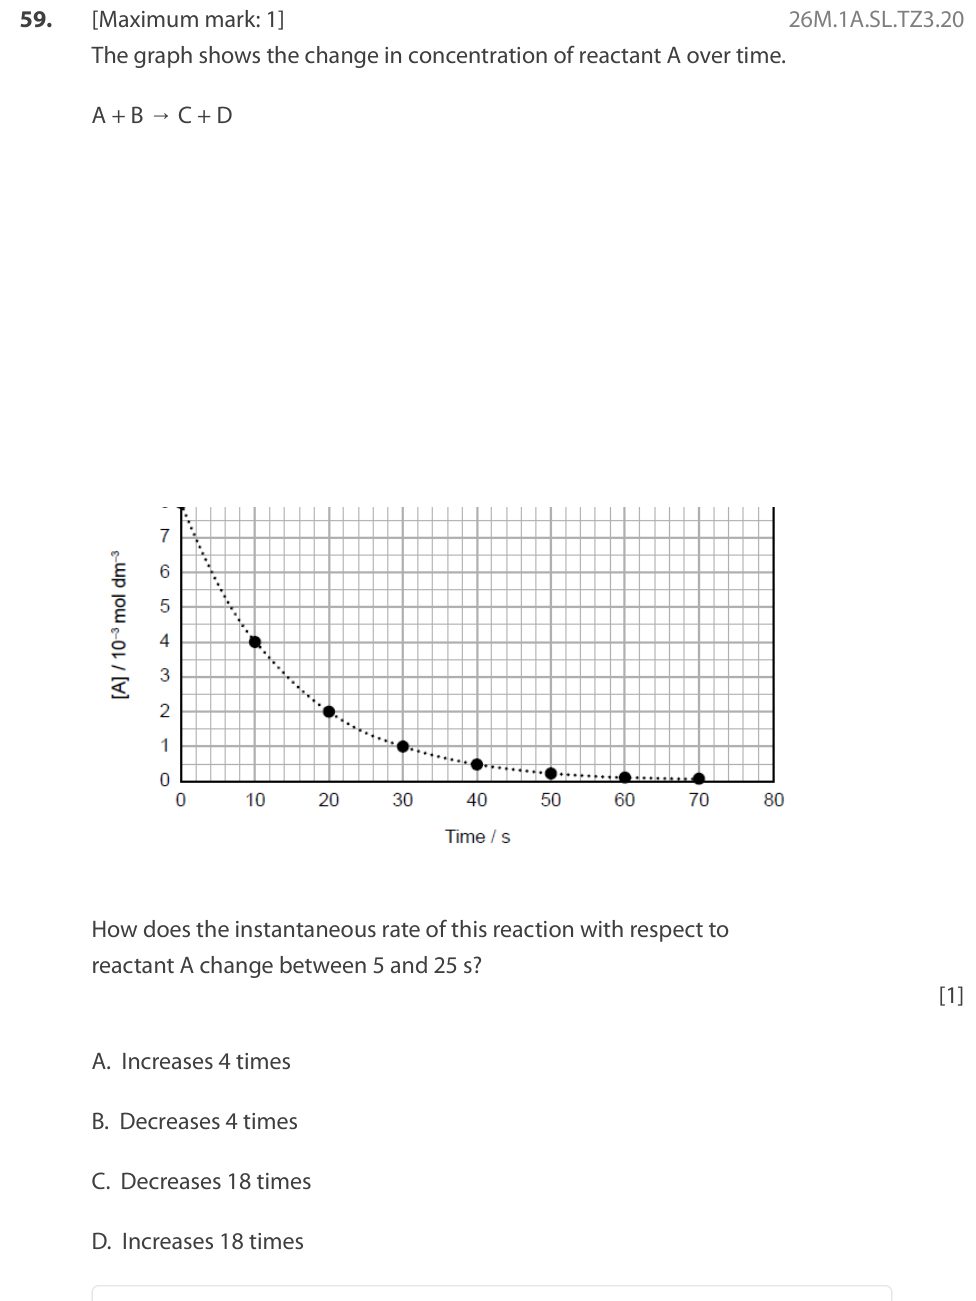 59. [Maximum mark: 1] 26M.1A.SL.TZ3.20
The graph shows the change in concentration of reactant A over time.
A + B → C + D
7
6
5
4
3
2
1
0
[A] / 10⁻³ mol dm⁻³
0 10 20 30 40 50 60 70 80
Time / s
How does the instantaneous rate of this reaction with respect to
reactant A change between 5 and 25 s?
[1]
A. Increases 4 times
B. Decreases 4 times
C. Decreases 18 times
D. Increases 18 times